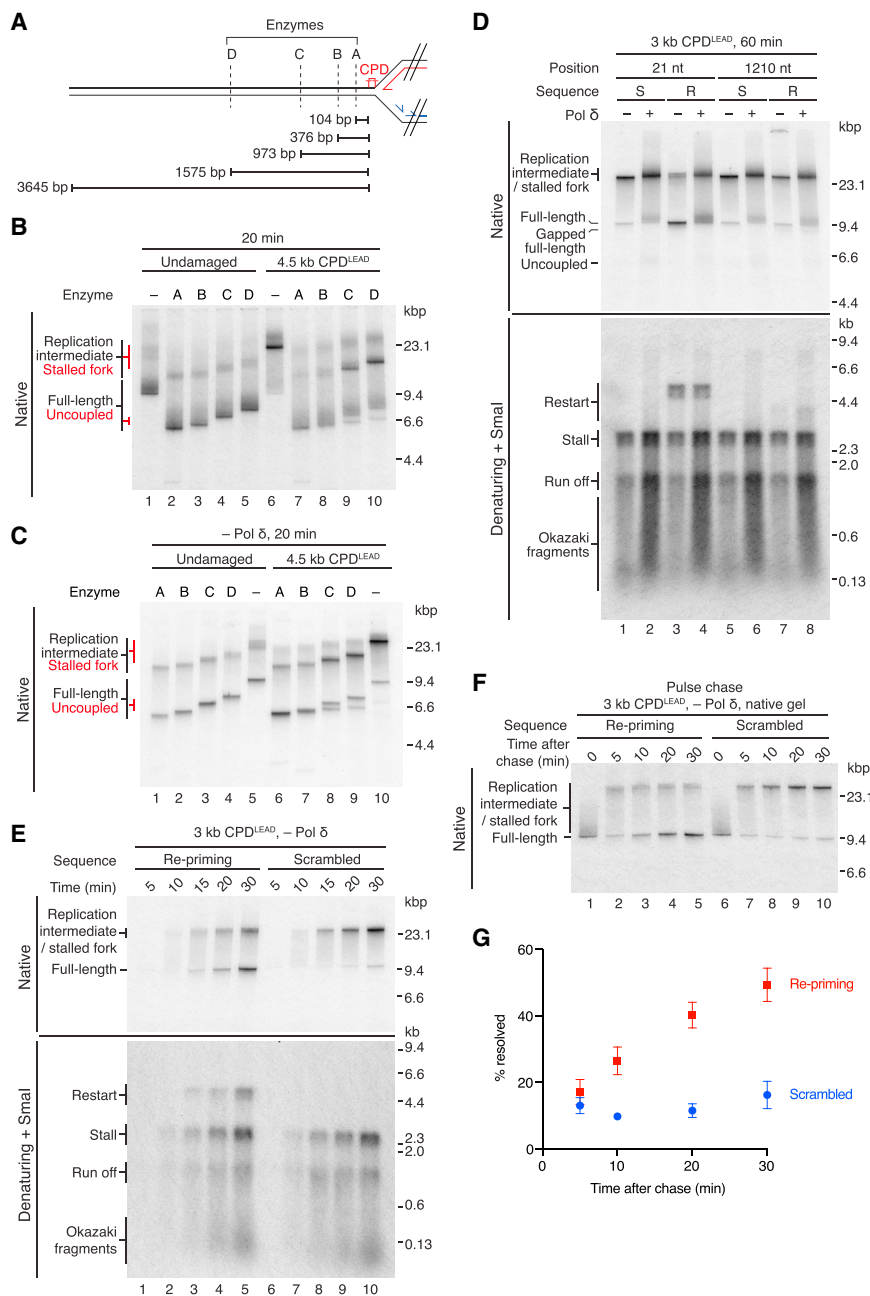 A
Enzymes
D C B A
CPD
104 bp
376 bp
973 bp
1575 bp
3645 bp
B
20 min
Undamaged 4.5 kb CPDLEAD
Enzyme – A B C D – A B C D
kbp
Native
Replication
intermediate
Stalled fork
Full-length
Uncoupled
23.1
9.4
6.6
4.4
1 2 3 4 5 6 7 8 9 10
C
– Pol δ, 20 min
Undamaged 4.5 kb CPDLEAD
Enzyme A B C D – A B C D –
kbp
Native
Replication
intermediate
Stalled fork
Full-length
Uncoupled
23.1
9.4
6.6
4.4
1 2 3 4 5 6 7 8 9 10
D
3 kb CPDLEAD, 60 min
Position 21 nt 1210 nt
Sequence S R S R
Pol δ – + – + – + – +
kbp
Native
Replication
intermediate
/ stalled fork
Full-length
Gapped
full-length
Uncoupled
23.1
9.4
6.6
4.4
kb
Denaturing + SmaI
Restart
Stall
Run off
Okazaki
fragments
9.4
6.6
4.4
2.3
2.0
0.6
0.13
1 2 3 4 5 6 7 8
E
3 kb CPDLEAD, – Pol δ
Sequence Re-priming Scrambled
Time (min) 5 10 15 20 30 5 10 15 20 30
kbp
Native
Replication
intermediate
/ stalled fork
Full-length
23.1
9.4
6.6
kb
Denaturing + SmaI
Restart
Stall
Run off
Okazaki
fragments
9.4
6.6
4.4
2.3
2.0
0.6
0.13
1 2 3 4 5 6 7 8 9 10
F
Pulse chase
3 kb CPDLEAD, – Pol δ, native gel
Sequence Re-priming Scrambled
Time after
chase (min) 0 5 10 20 30 0 5 10 20 30
kbp
Native
Replication
intermediate
/ stalled fork
Full-length
23.1
9.4
6.6
1 2 3 4 5 6 7 8 9 10
G
% resolved
60
40
20
0
0 10 20 30
Time after chase (min)
Re-priming
Scrambled